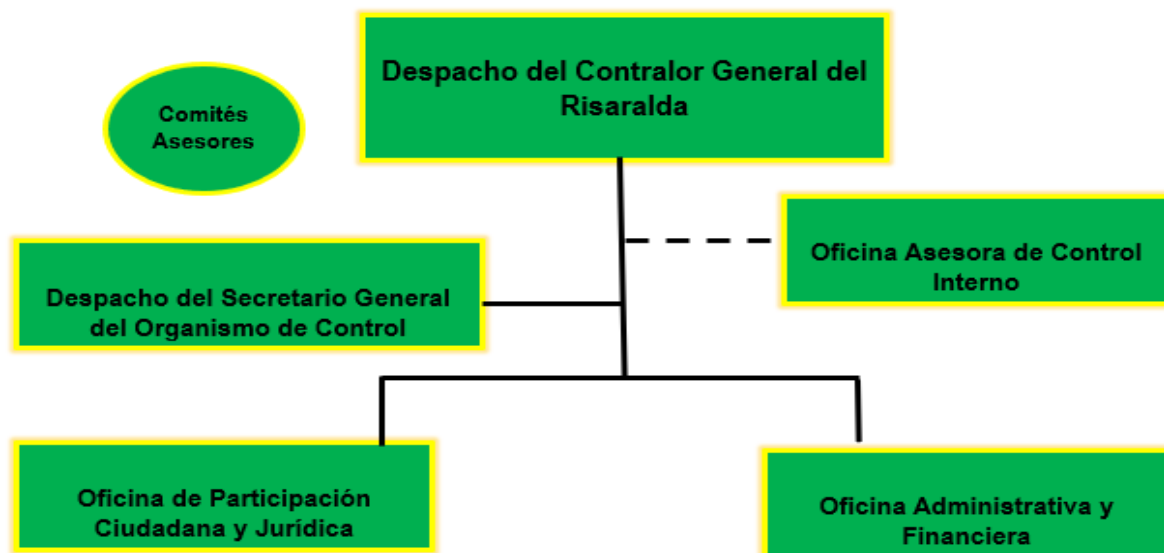 Despacho del Contralor General del
Risaralda
Comités
Asesores
Oficina Asesora de Control
Interno
Despacho del Secretario General
del Organismo de Control
Oficina de Participación
Ciudadana y Jurídica
Oficina Administrativa y
Financiera